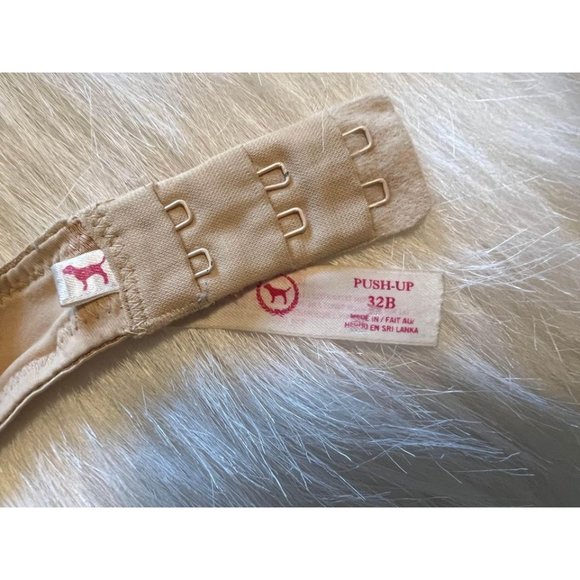 PUSH-UP
32B
MADE IN / FAIT AU/
HECHO EN SRI LANKA